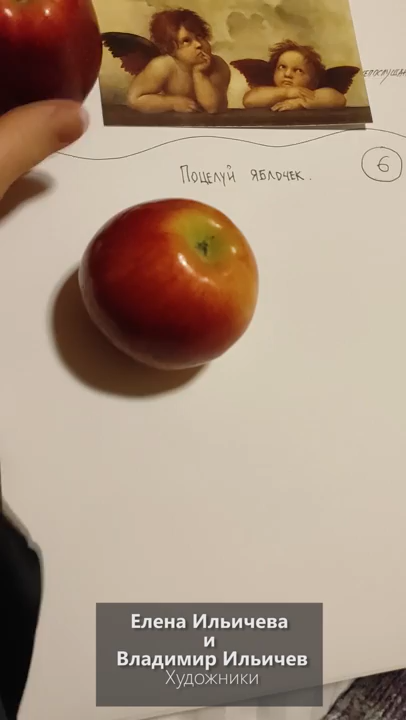 Поцелуй яблочек.
6
Елена Ильичева
и
Владимир Ильичев
Художники